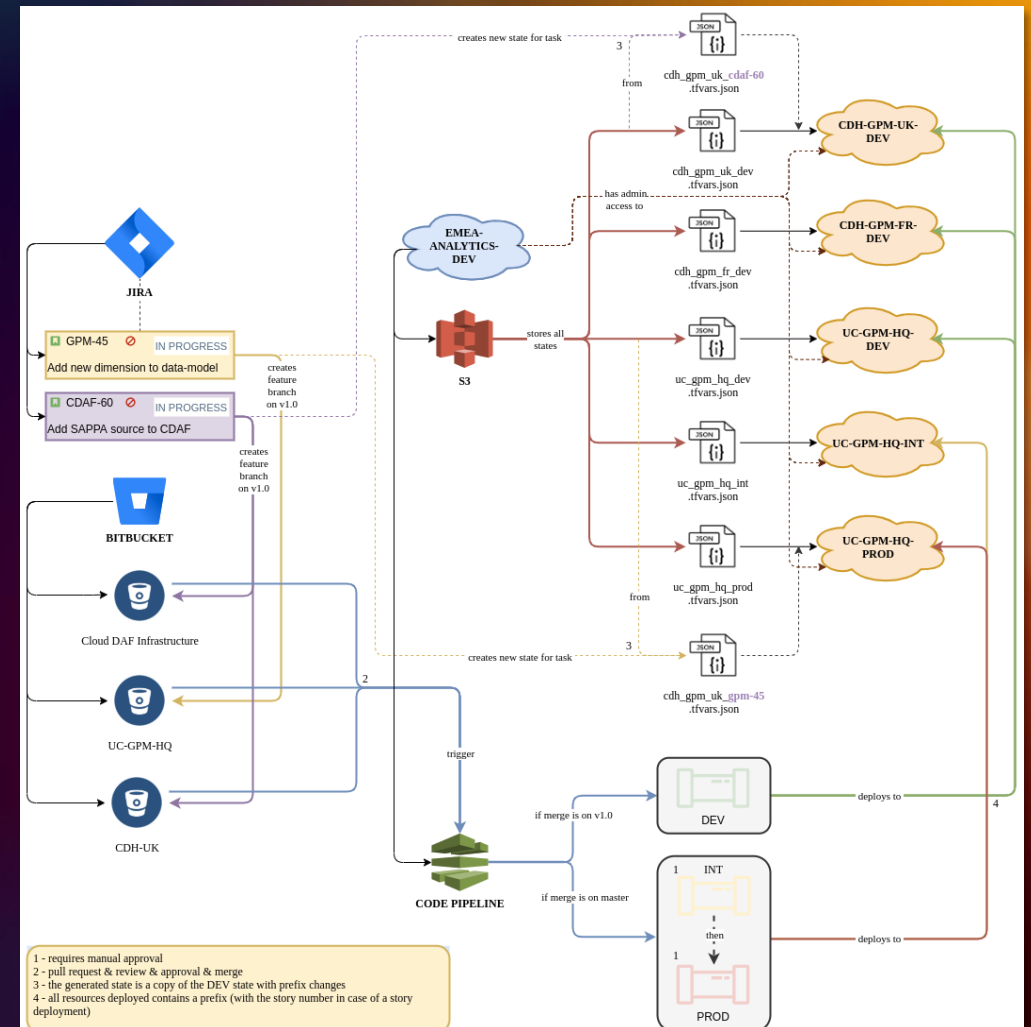 creates new state for task
3
JSON
{i}
from
cdh_gpm_uk_cdaf-60
.tfvars.json
JSON
{i}
CDH-GPM-UK-
DEV
cdh_gpm_uk_dev
.tfvars.json
has admin
access to
EMEA-
ANALYTICS-
DEV
JSON
{i}
CDH-GPM-FR-
DEV
cdh_gpm_fr_dev
.tfvars.json
JIRA
GPM-45
IN PROGRESS
Add new dimension to data-model
CDAF-60
IN PROGRESS
Add SAPPA source to CDAF
creates
feature
branch
on v1.0
creates
feature
branch
on v1.0
S3
stores all
states
JSON
{i}
UC-GPM-HQ-
DEV
uc_gpm_hq_dev
.tfvars.json
JSON
{i}
UC-GPM-HQ-INT
uc_gpm_hq_int
.tfvars.json
BITBUCKET
JSON
{i}
UC-GPM-HQ-
PROD
uc_gpm_hq_prod
.tfvars.json
from
Cloud DAF Infrastructure
3
creates new state for task
JSON
{i}
cdh_gpm_uk_gpm-45
.tfvars.json
2
UC-GPM-HQ
trigger
CDH-UK
if merge is on v1.0
DEV
deploys to
4
CODE PIPELINE
if merge is on master
1
INT
then
1
PROD
deploys to
1 - requires manual approval
2 - pull request & review & approval & merge
3 - the generated state is a copy of the DEV state with prefix changes
4 - all resources deployed contains a prefix (with the story number in case of a story
deployment)